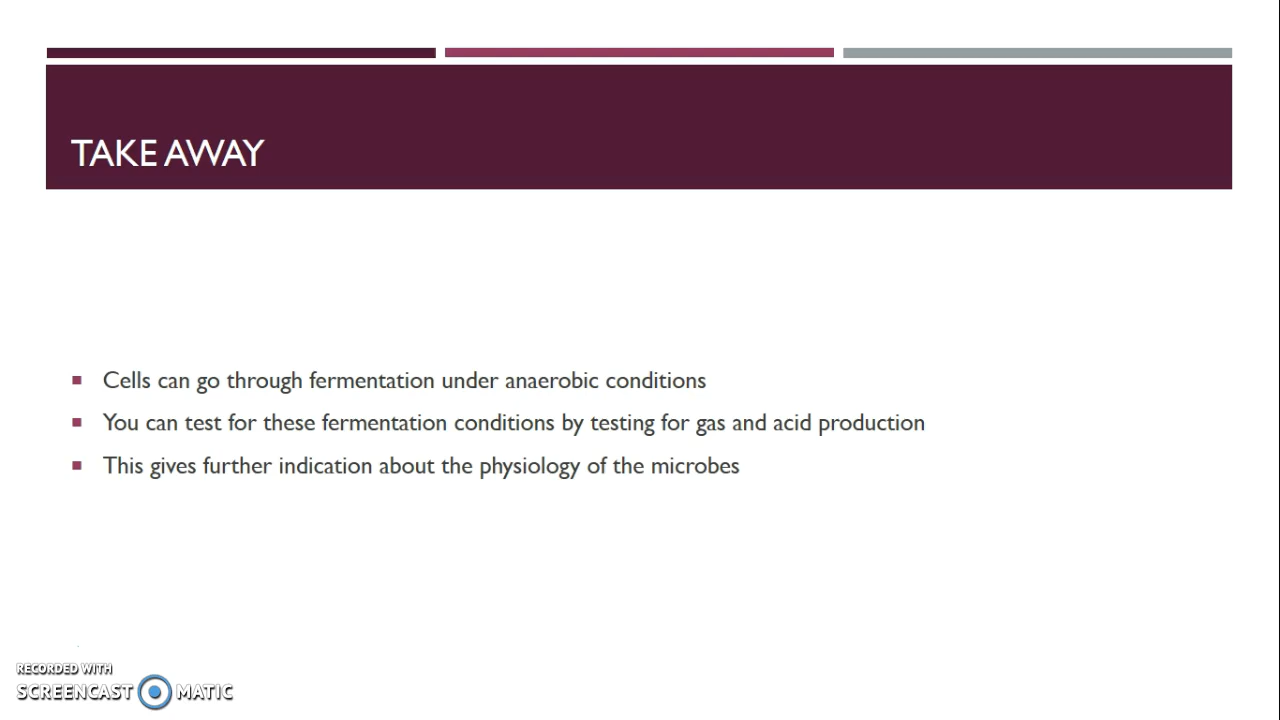 TAKE AWAY
Cells can go through fermentation under anaerobic conditions
You can test for these fermentation conditions by testing for gas and acid production
This gives further indication about the physiology of the microbes
RECORDED WITH
SCREENCAST MATIC